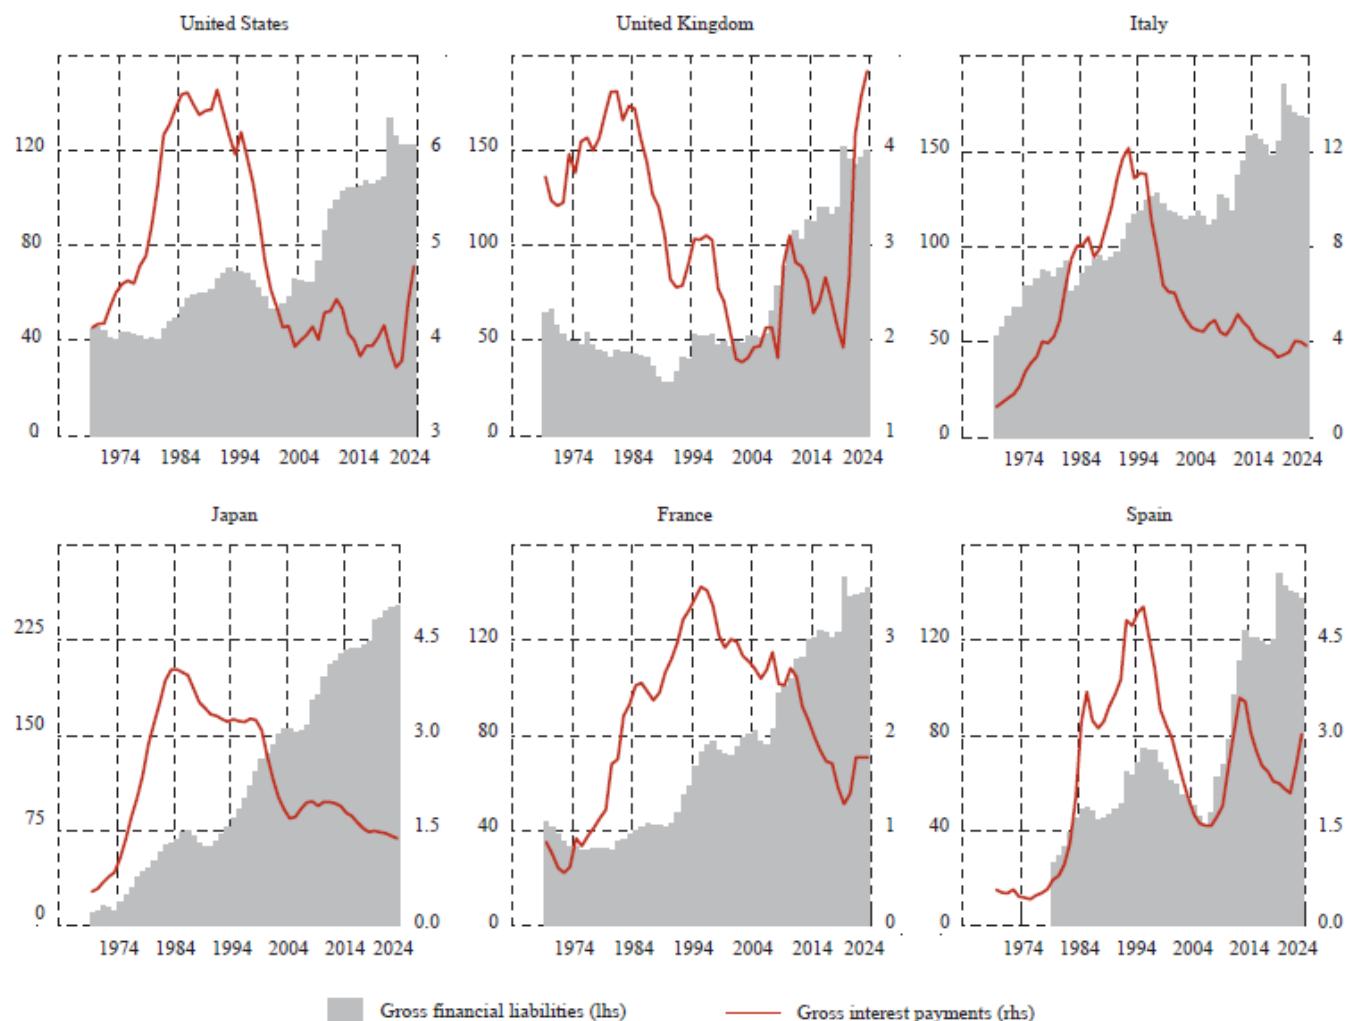 United States United Kingdom Italy
120 6 150 4 150 12
80 5 100 3 100 8
40 4 50 2 50 4
0 3 0 1 0 0
1974 1984 1994 2004 2014 2024 1974 1984 1994 2004 2014 2024 1974 1984 1994 2004 2014 2024
Japan France Spain
225 4.5 120 3 120 4.5
150 3.0 80 2 80 3.0
75 1.5 40 1 40 1.5
0 0.0 0 0 0 0.0
1974 1984 1994 2004 2014 2024 1974 1984 1994 2004 2014 2024 1974 1984 1994 2004 2014 2024
Gross financial liabilities (lhs) Gross interest payments (rhs)